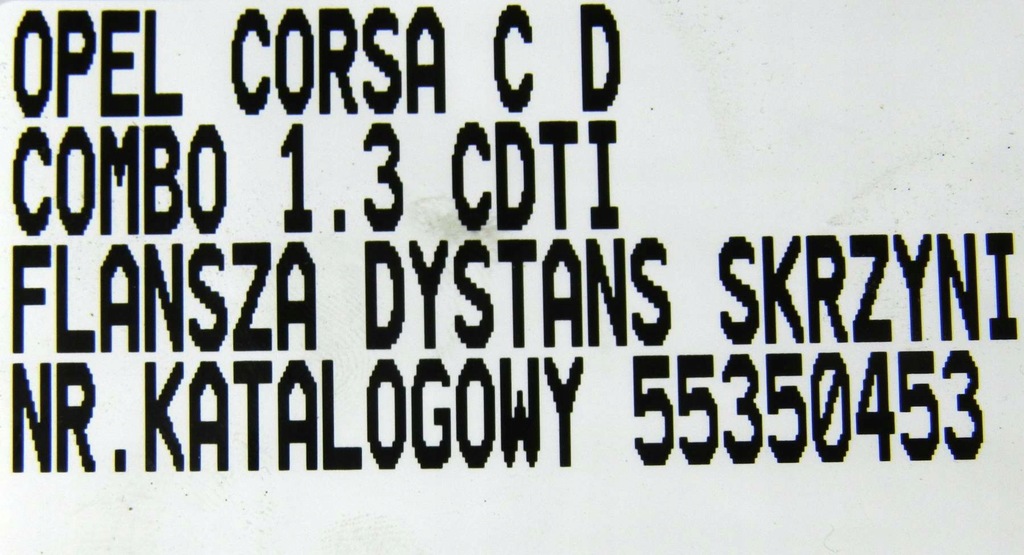 OPEL CORSA C D
COMBO 1.3 CDTI
FLANSZA DYSTANS SKRZYNI
NR.KATALOGOWY 55350453